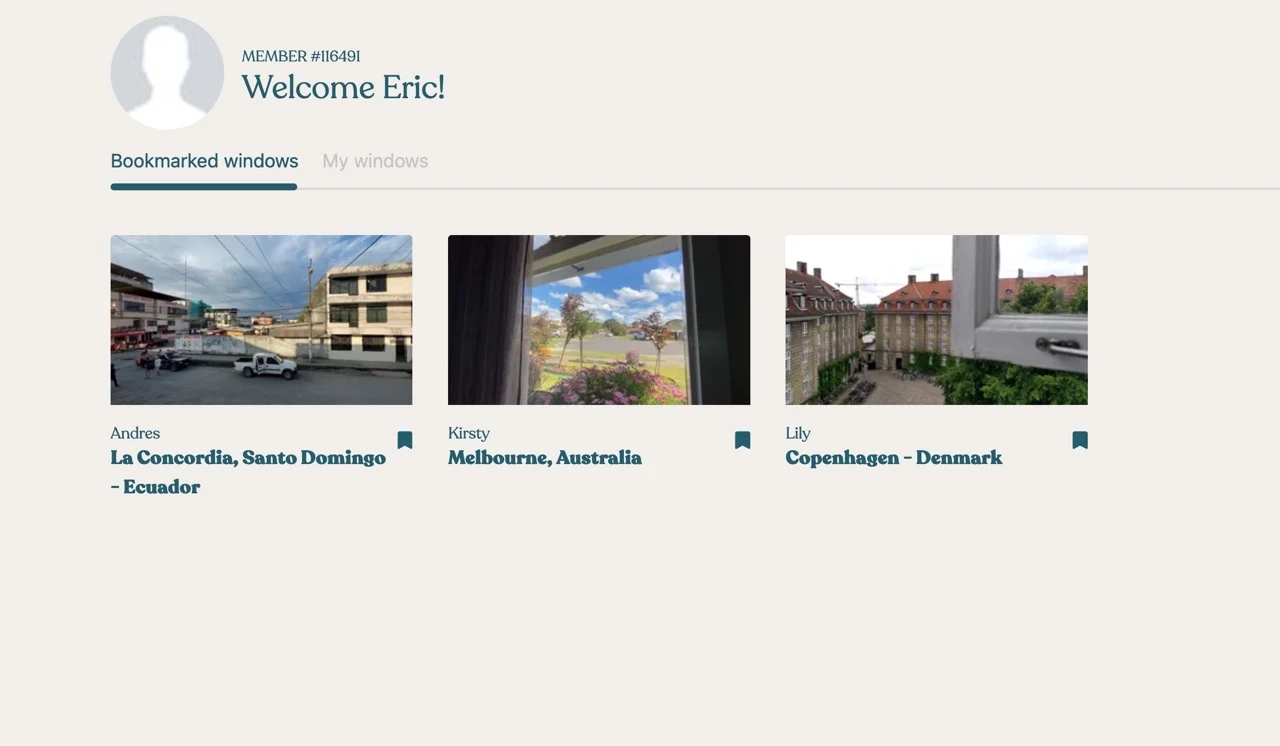 MEMBER #116491
Welcome Eric!
Bookmarked windows
My windows
Andres
La Concordia, Santo Domingo
- Ecuador
Kirsty
Melbourne, Australia
Lily
Copenhagen - Denmark